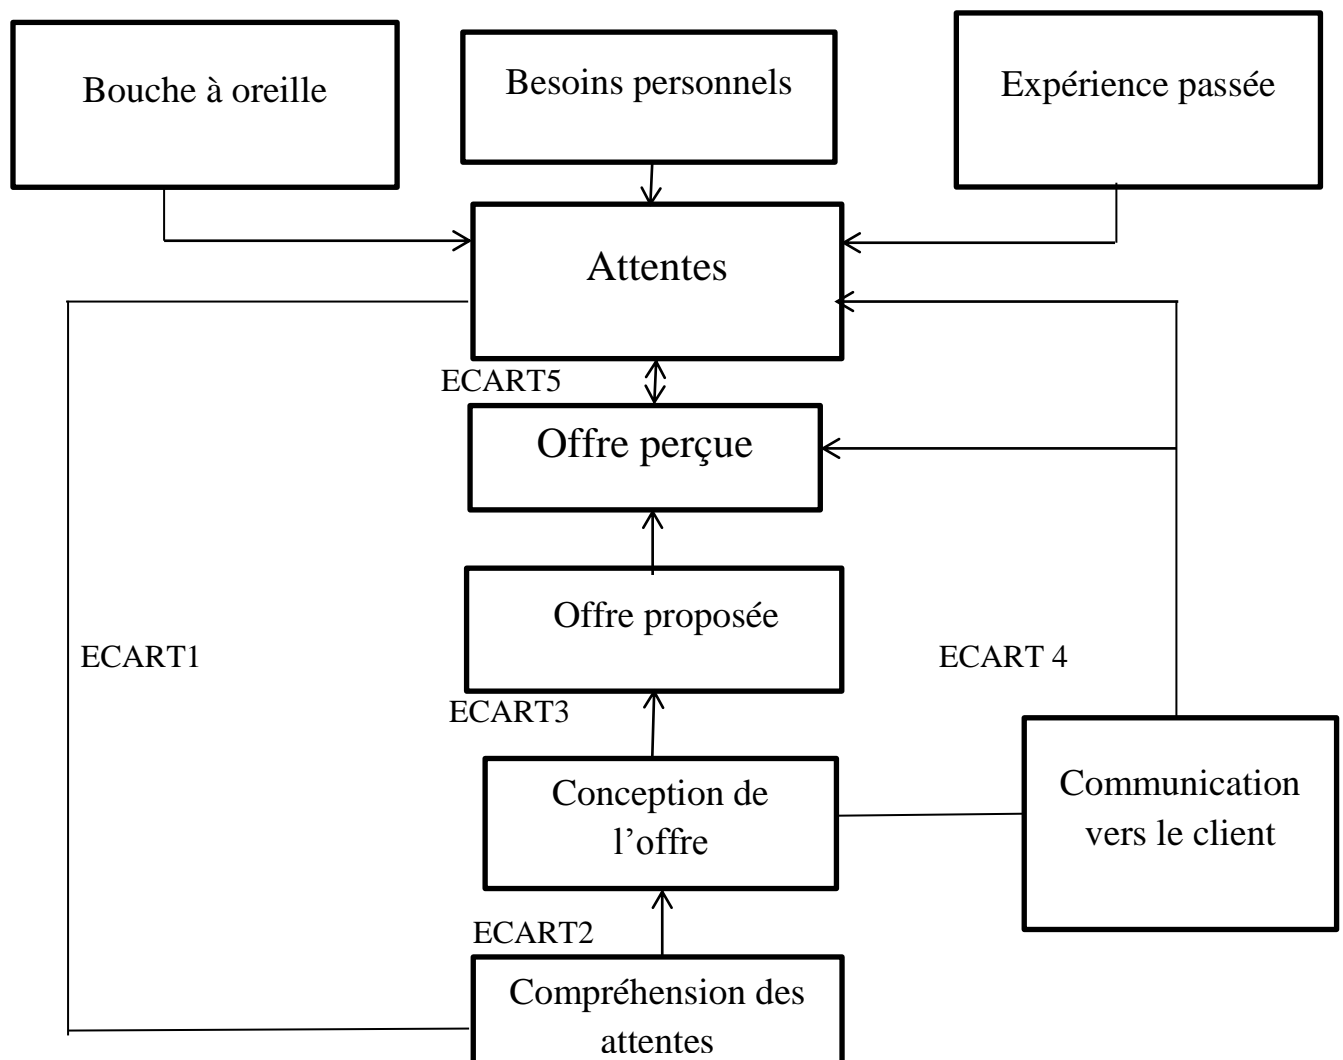 Bouche à oreille
Besoins personnels
Expérience passée
Attentes
ECART5
Offre perçue
Offre proposée
ECART1
ECART 4
ECART3
Conception de
l’offre
Communication
vers le client
ECART2
Compréhension des
attentes